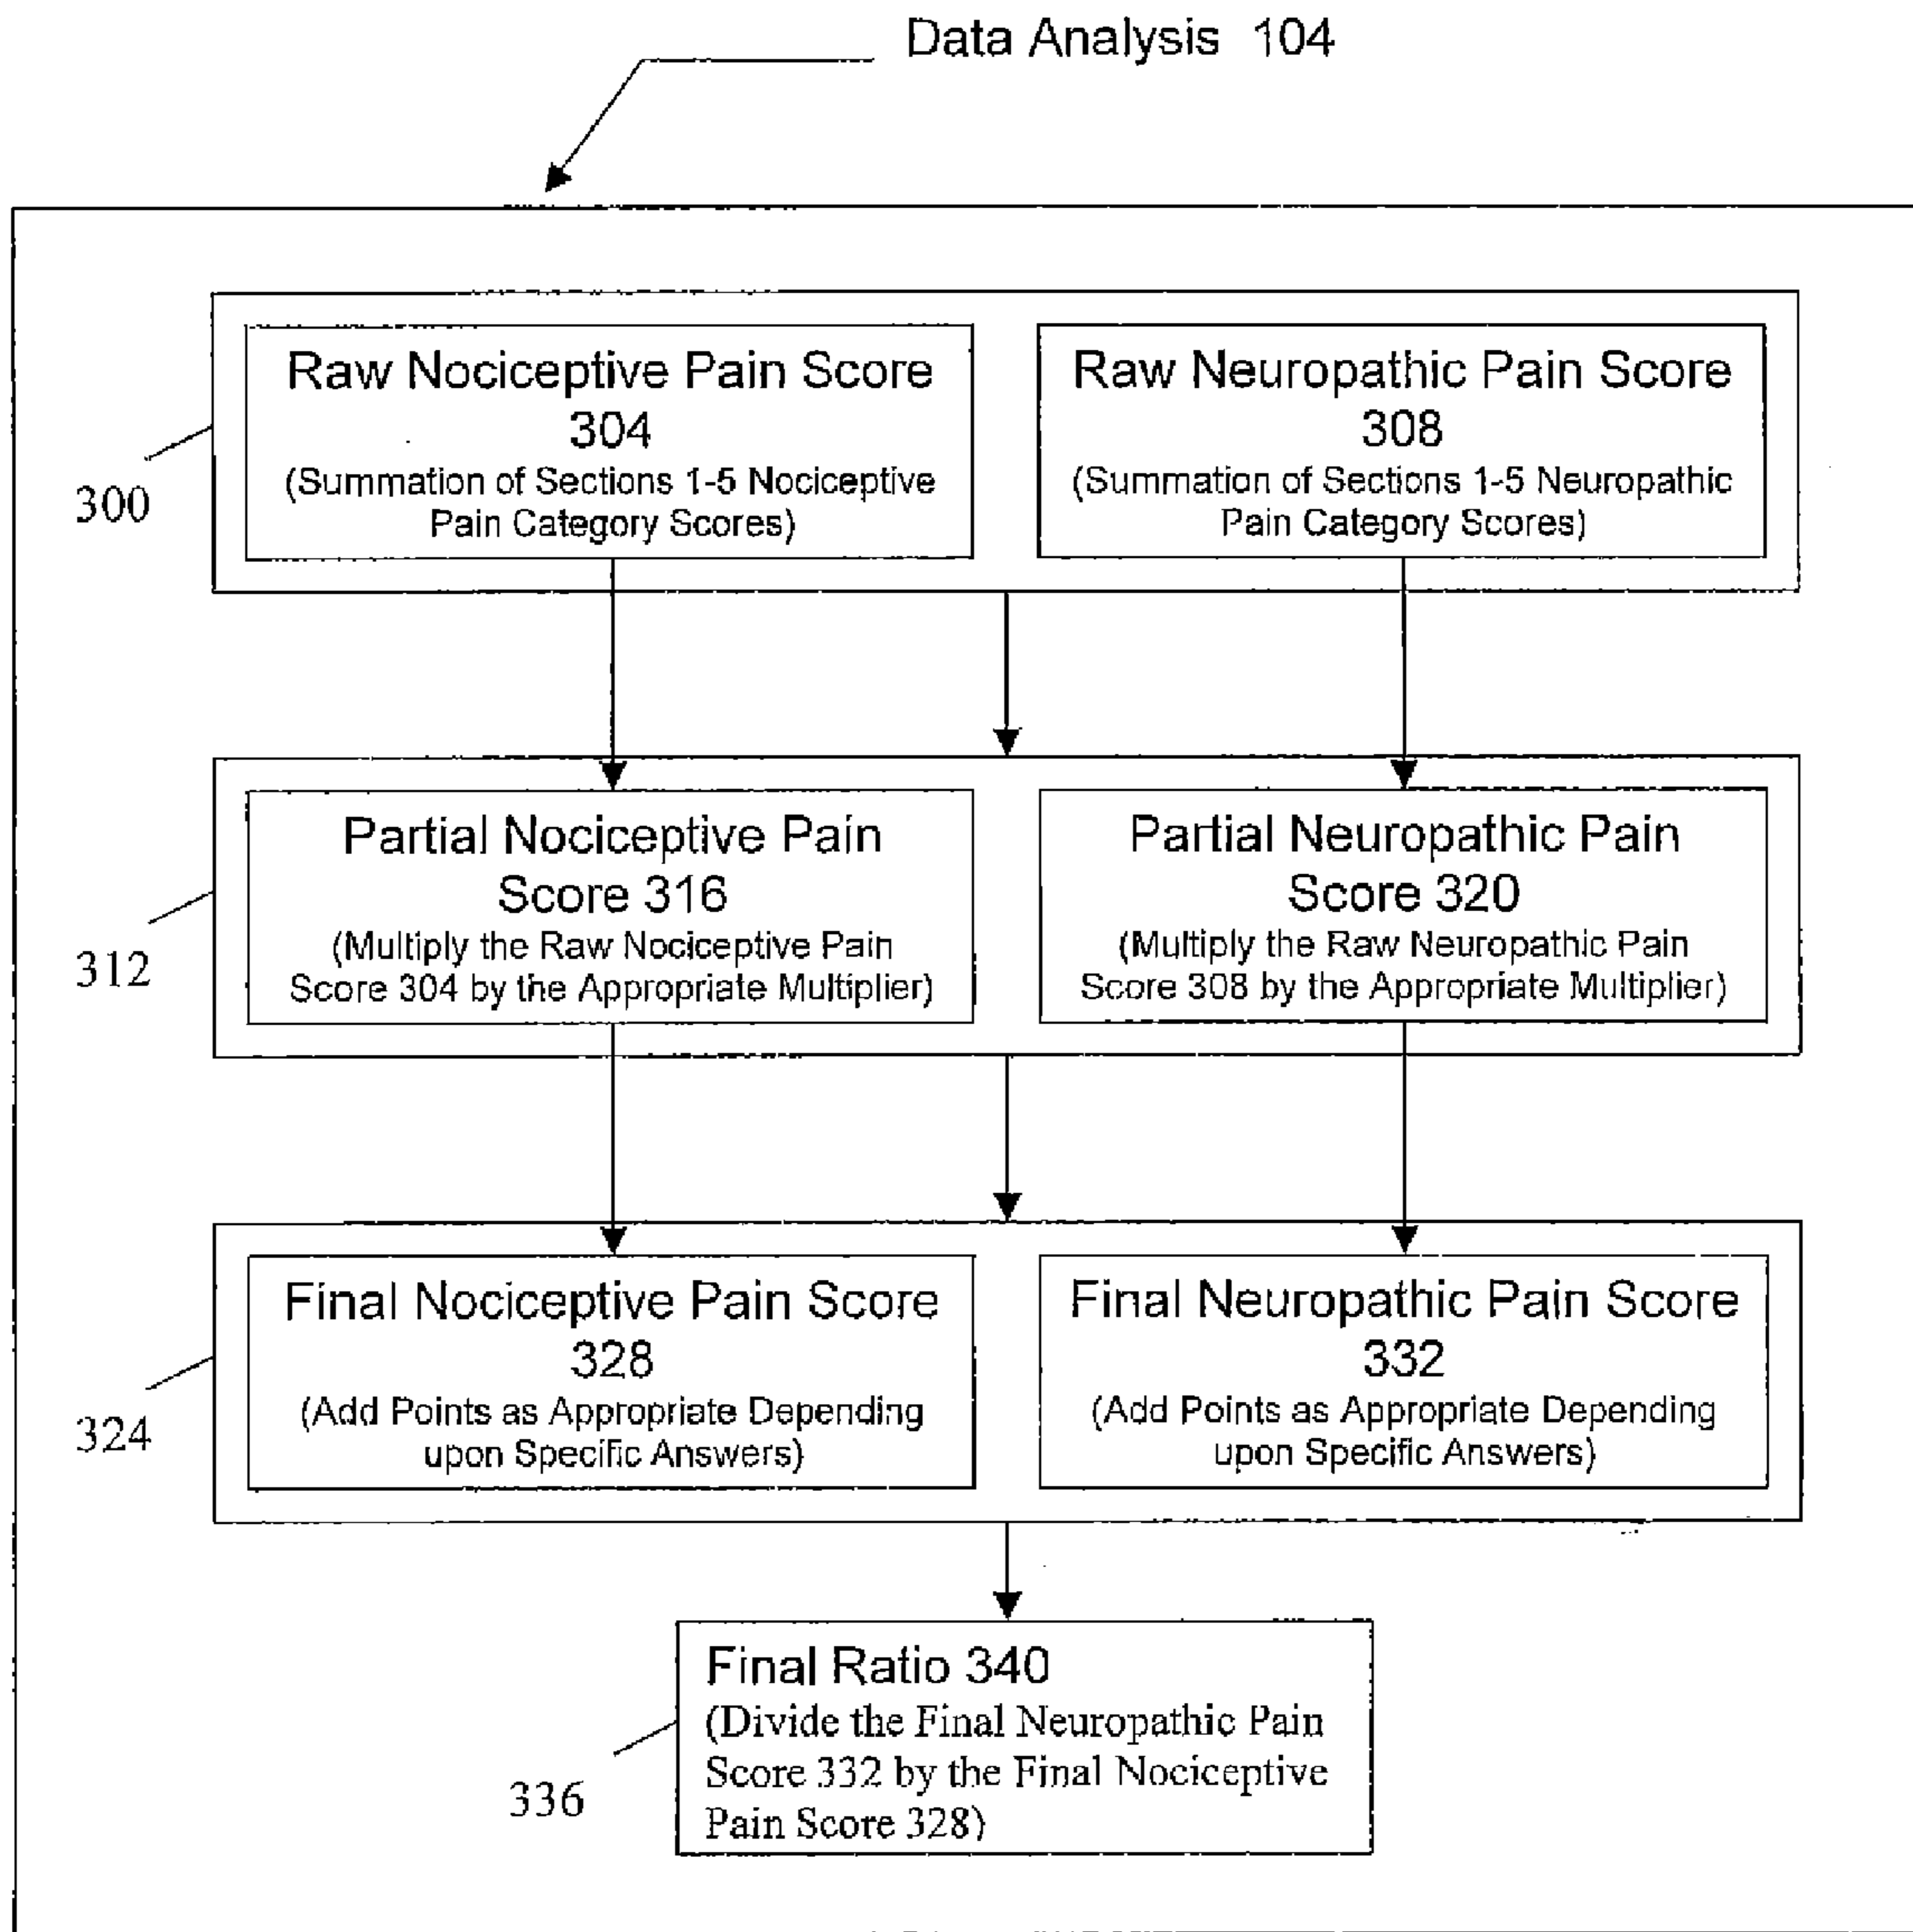 Data Analysis 104
Raw Nociceptive Pain Score
304
(Summation of Sections 1-5 Nociceptive
Pain Category Scores)
Raw Neuropathic Pain Score
308
(Summation of Sections 1-5 Neuropathic
Pain Category Scores)
300
Partial Nociceptive Pain
Score 316
(Multiply the Raw Nociceptive Pain
Score 304 by the Appropriate Multiplier)
Partial Neuropathic Pain
Score 320
(Multiply the Raw Neuropathic Pain
Score 308 by the Appropriate Multiplier)
312
Final Nociceptive Pain Score
328
(Add Points as Appropriate Depending
upon Specific Answers)
Final Neuropathic Pain Score
332
(Add Points as Appropriate Depending
upon Specific Answers)
324
Final Ratio 340
(Divide the Final Neuropathic Pain
Score 332 by the Final Nociceptive
Pain Score 328)
336